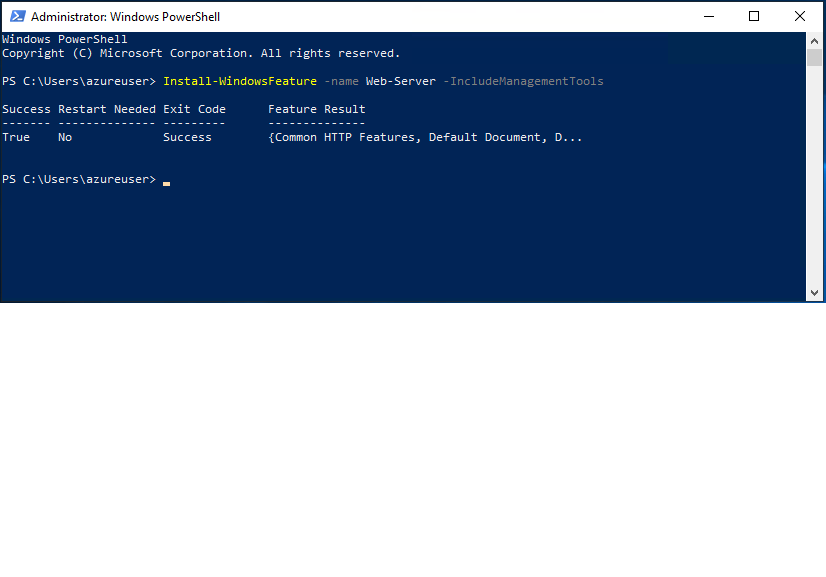 Administrator: Windows PowerShell
Windows PowerShell
Copyright (C) Microsoft Corporation. All rights reserved.
PS C:\Users\azureuser> Install-WindowsFeature -name Web-Server -IncludeManagementTools
Success Restart Needed Exit Code      Feature Result
------- -------------- ---------      --------------
True    No             Success        {Common HTTP Features, Default Document, D...
PS C:\Users\azureuser>